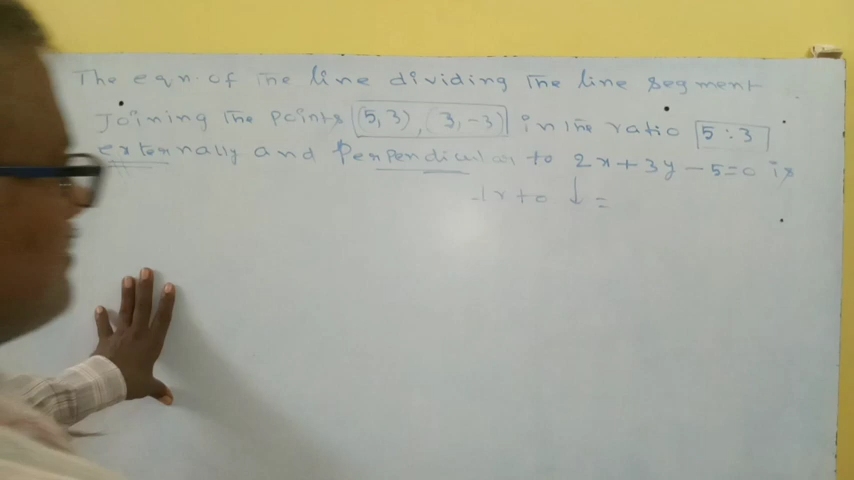 The eqn. of the line dividing the line segment
Joining the points (5,3), (3,-3) in the ratio 5:3
externally and Perpendicular to 2x+3y-5=0 is
⊥r to ↓ =